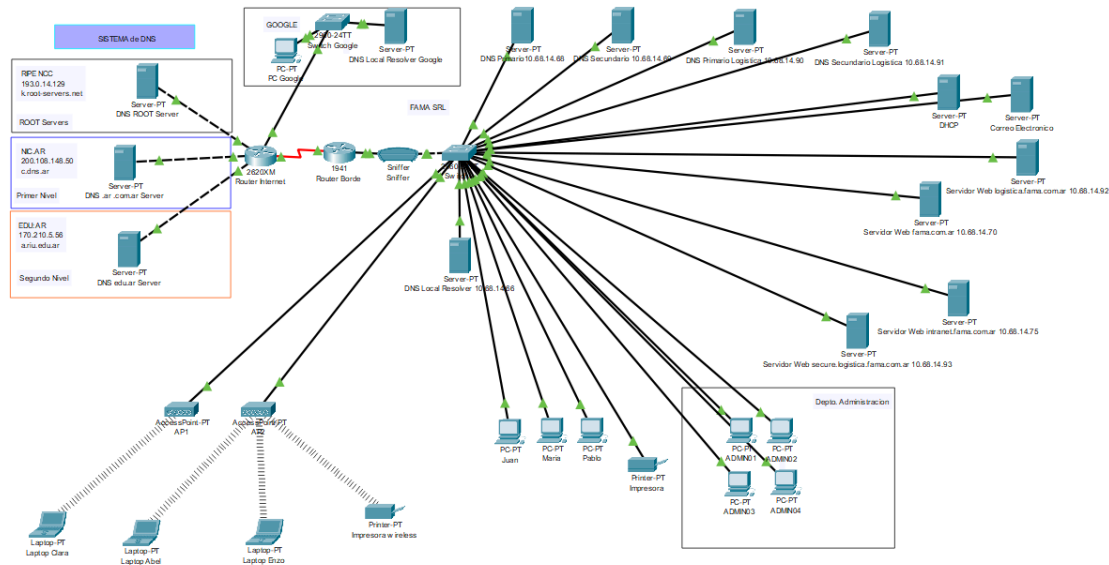 SISTEMA de DNS
RIPE NCC
193.0.14.129
k.root-servers.net
ROOT Servers
Server-PT
DNS ROOT Server
NIC.AR
200.108.148.50
c.dns.ar
Primer Nivel
Server-PT
DNS .ar .com.ar Server
EDU.AR
170.210.5.56
a.riu.edu.ar
Segundo Nivel
Server-PT
DNS edu.ar Server
GOOGLE
Switch Google
PC-PT
PC Google
Server-PT
DNS Local Resolver Google
2620XM
Router Internet
1941
Router Borde
Sniffer
Sniffer
FAMA SRL
Server-PT
DNS Local Resolver 10.68.14.66
Server-PT
DNS Primario 10.68.14.68
Server-PT
DNS Secundario 10.68.14.69
Server-PT
DNS Primario Logistica 10.68.14.90
Server-PT
DNS Secundario Logistica 10.68.14.91
Server-PT
DHCP
Server-PT
Correo Electronico
Server-PT
Servidor Web logistica.fama.com.ar 10.68.14.92
Server-PT
Servidor Web fama.com.ar 10.68.14.70
Server-PT
Servidor Web intranet.fama.com.ar 10.68.14.75
Server-PT
Servidor Web secure.logistica.fama.com.ar 10.68.14.93
AccessPoint-PT
AP1
AccessPoint-PT
AP2
Laptop-PT
Laptop Clara
Laptop-PT
Laptop Abel
Laptop-PT
Laptop Enzo
Printer-PT
Impresora wireless
PC-PT
Juan
PC-PT
Maria
PC-PT
Pablo
Printer-PT
Impresora
Depto. Administracion
PC-PT
ADMIN01
PC-PT
ADMIN02
PC-PT
ADMIN03
PC-PT
ADMIN04